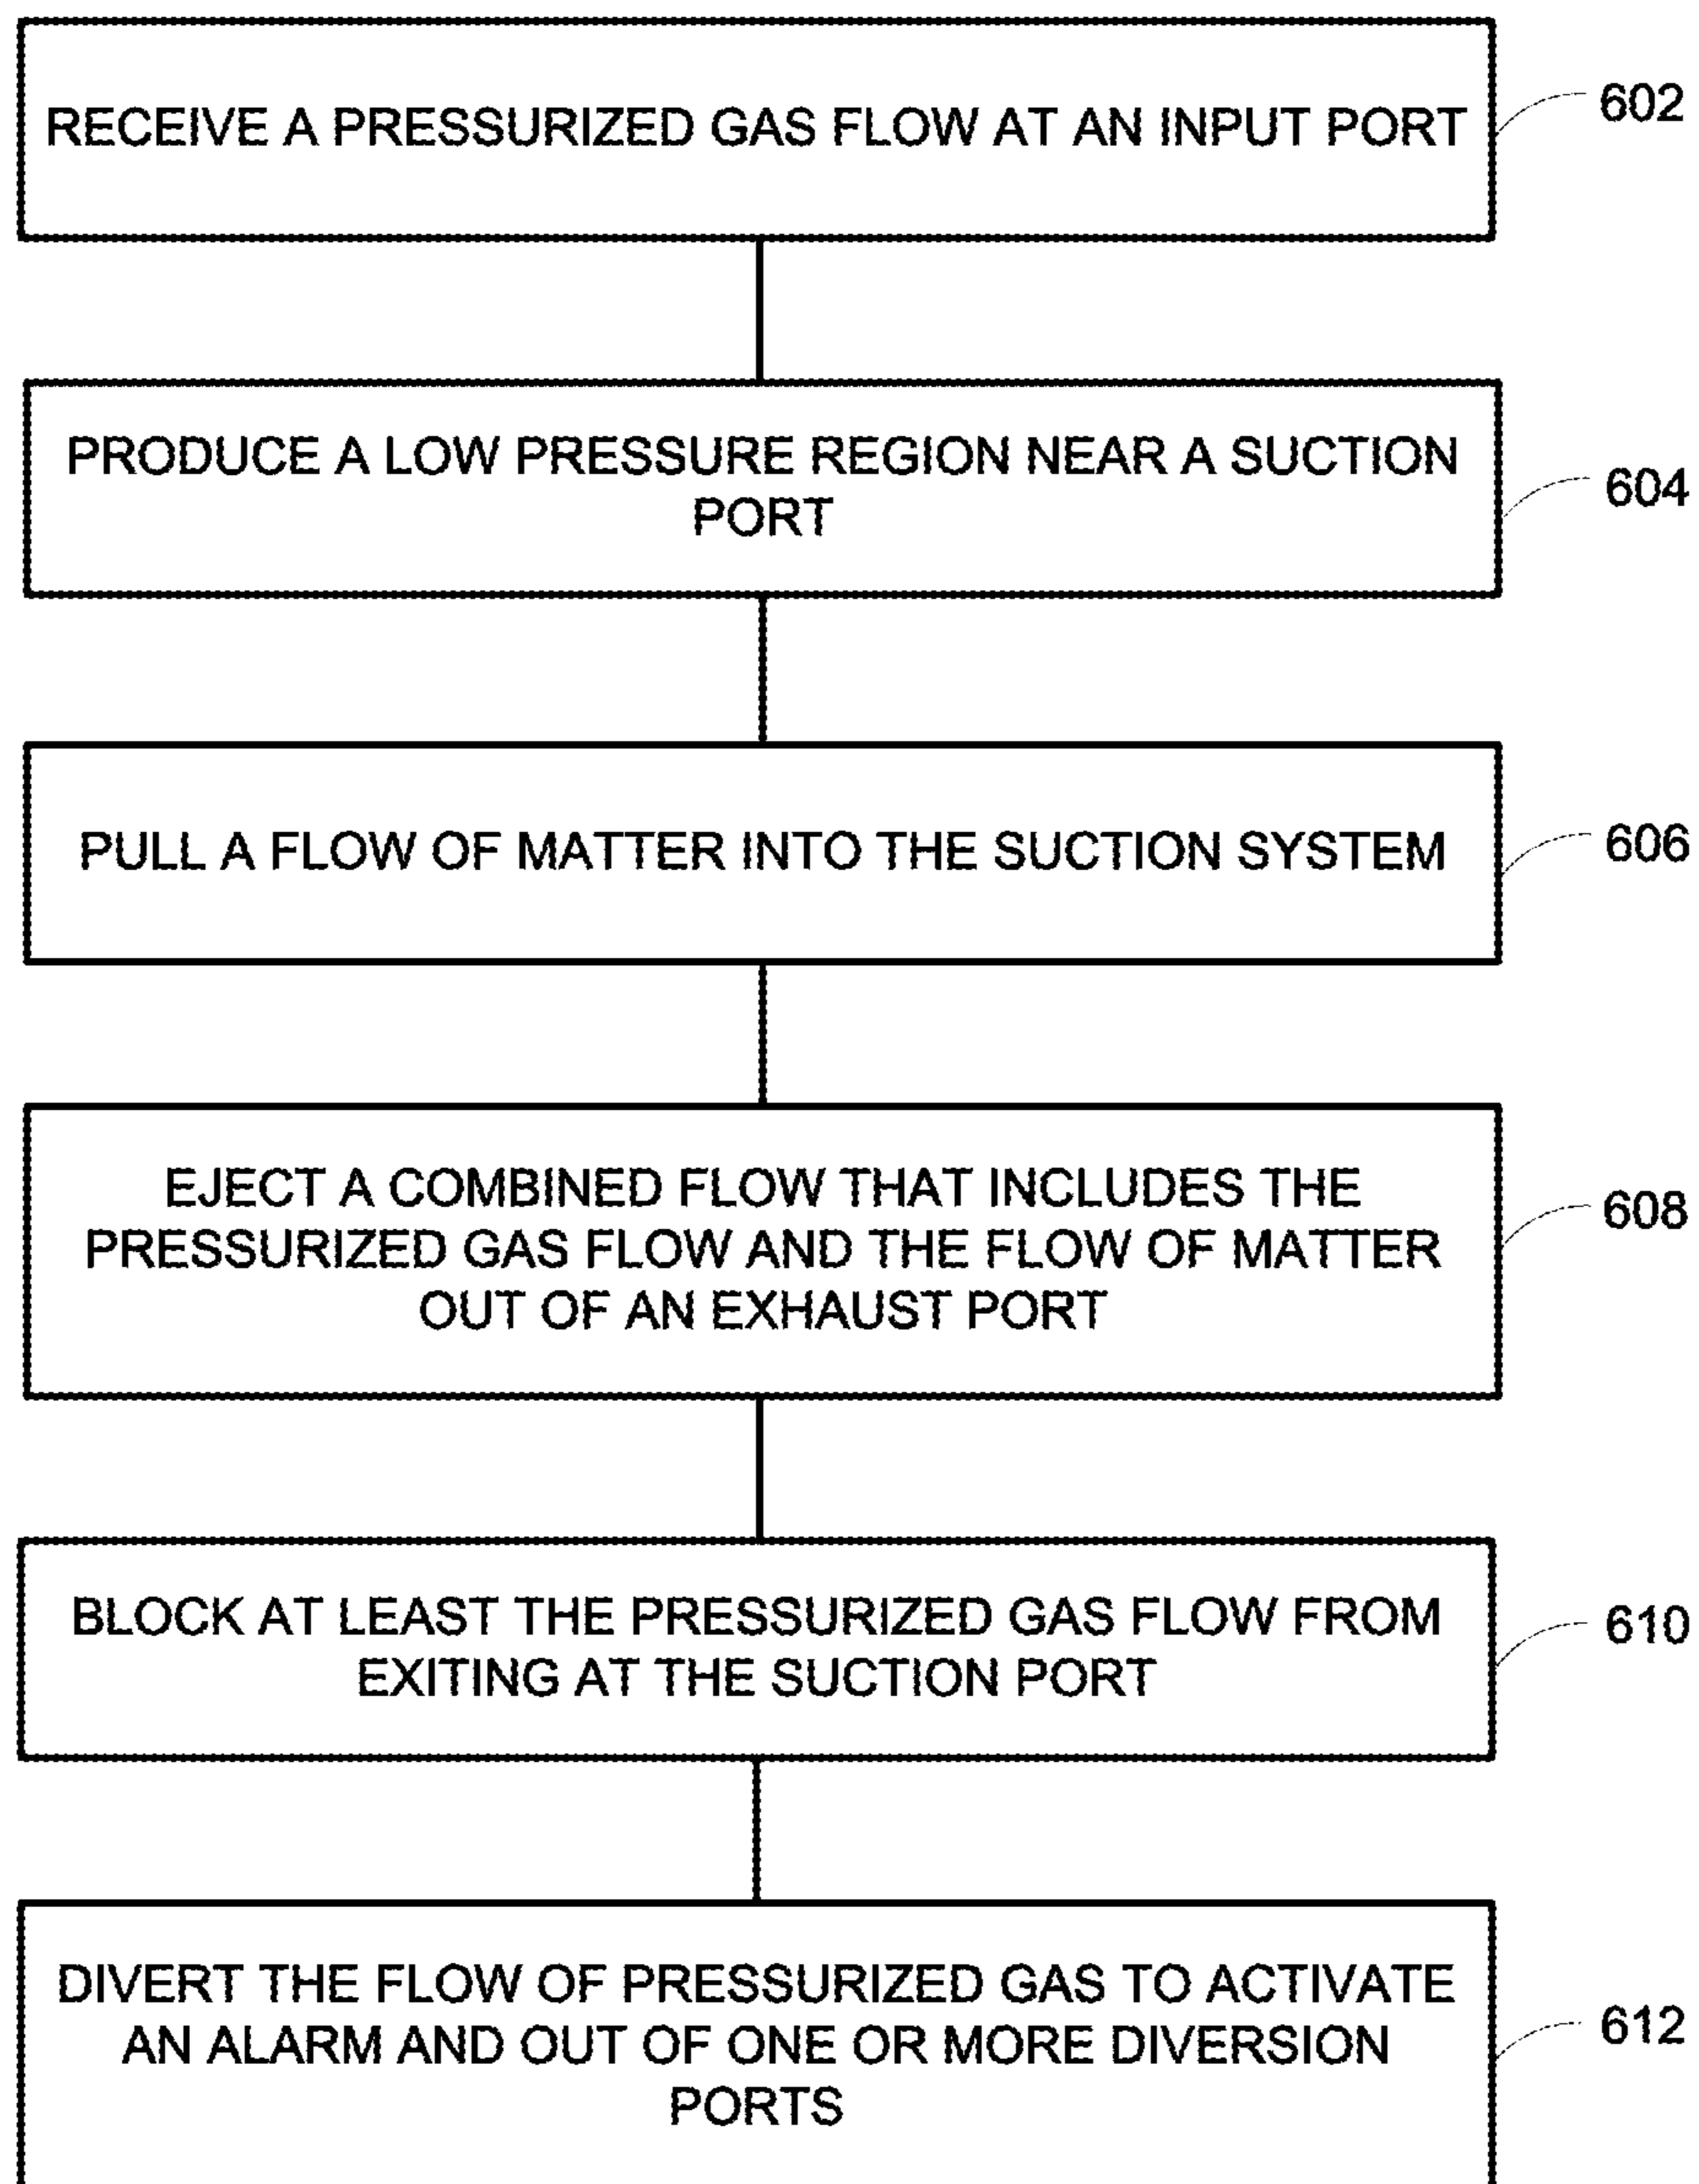 RECEIVE A PRESSURIZED GAS FLOW AT AN INPUT PORT
602
PRODUCE A LOW PRESSURE REGION NEAR A SUCTION
PORT
604
PULL A FLOW OF MATTER INTO THE SUCTION SYSTEM
606
EJECT A COMBINED FLOW THAT INCLUDES THE
PRESSURIZED GAS FLOW AND THE FLOW OF MATTER
OUT OF AN EXHAUST PORT
608
BLOCK AT LEAST THE PRESSURIZED GAS FLOW FROM
EXITING AT THE SUCTION PORT
610
DIVERT THE FLOW OF PRESSURIZED GAS TO ACTIVATE
AN ALARM AND OUT OF ONE OR MORE DIVERSION
PORTS
612